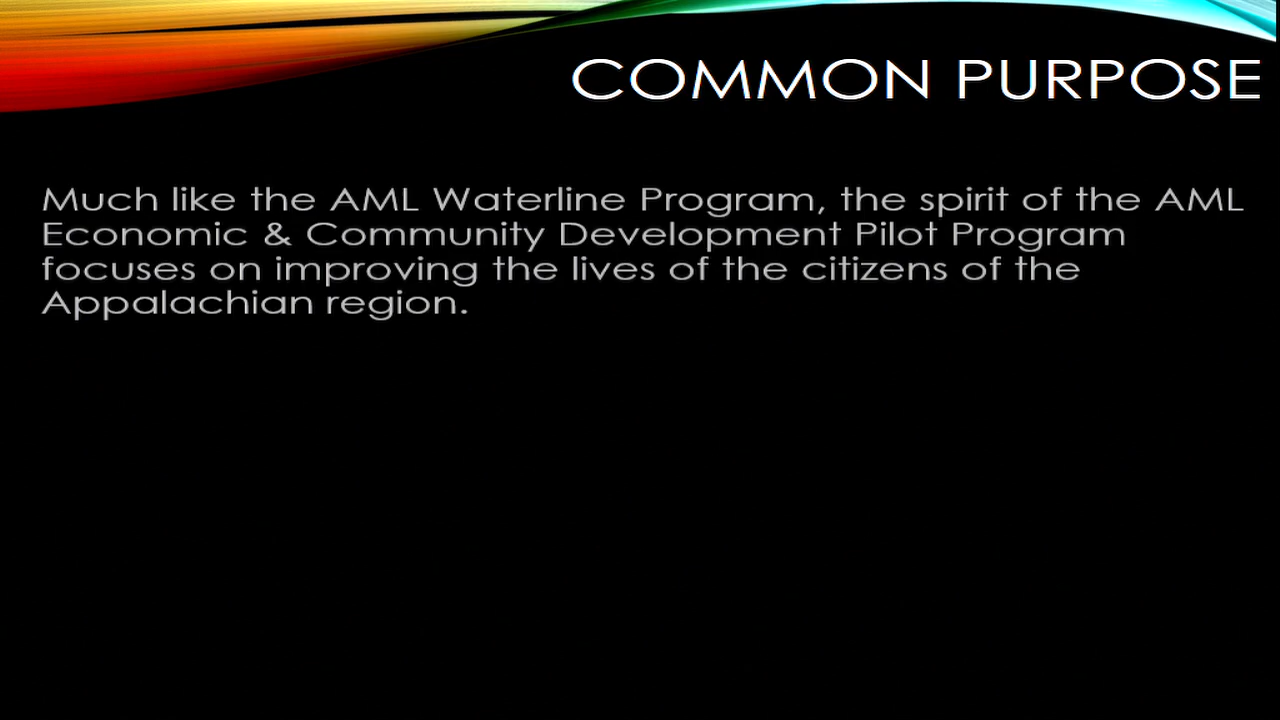 COMMON PURPOSE
Much like the AML Waterline Program, the spirit of the AML
Economic & Community Development Pilot Program
focuses on improving the lives of the citizens of the
Appalachian region.